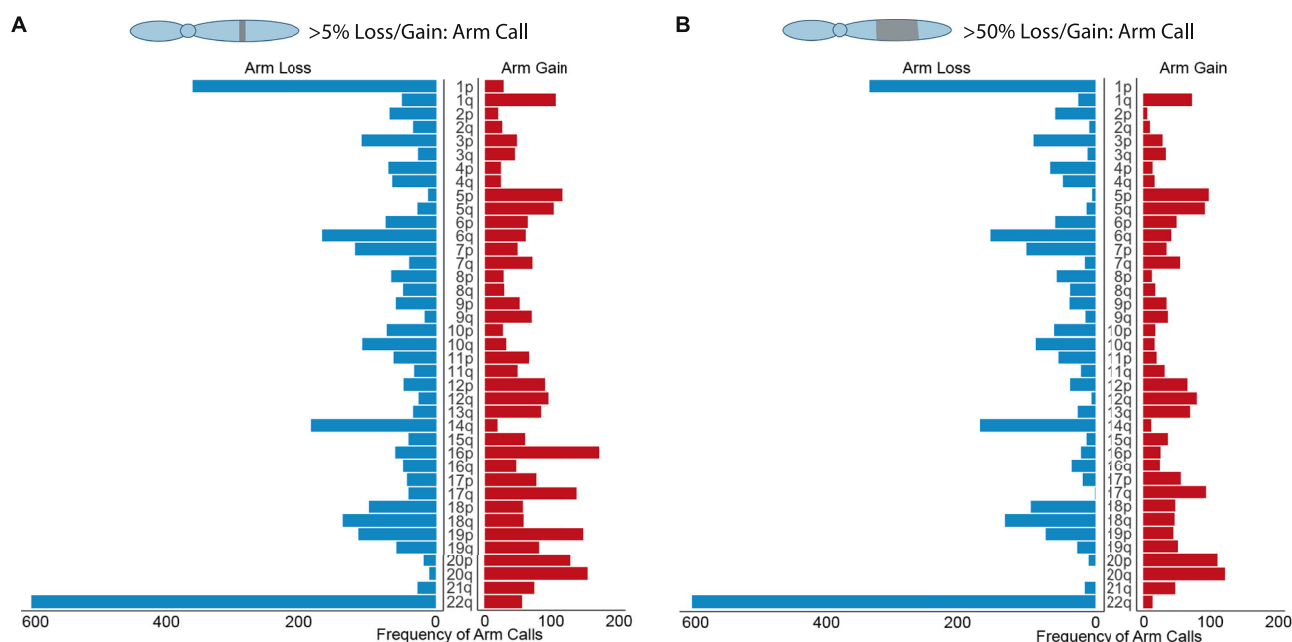 A
>5% Loss/Gain: Arm Call
Arm Loss
Arm Gain
1p
1q
2p
2q
3p
3q
4p
4q
5p
5q
6p
6q
7p
7q
8p
8q
9p
9q
10p
10q
11p
11q
12p
12q
13q
14q
15q
16p
16q
17p
17q
18p
18q
19p
19q
20p
20q
21q
22q
600 400 200 0 0 100 200
Frequency of Arm Calls
B
>50% Loss/Gain: Arm Call
Arm Loss
Arm Gain
1p
1q
2p
2q
3p
3q
4p
4q
5p
5q
6p
6q
7p
7q
8p
8q
9p
9q
10p
10q
11p
11q
12p
12q
13q
14q
15q
16p
16q
17p
17q
18p
18q
19p
19q
20p
20q
21q
22q
600 400 200 0 0 100 200
Frequency of Arm Calls